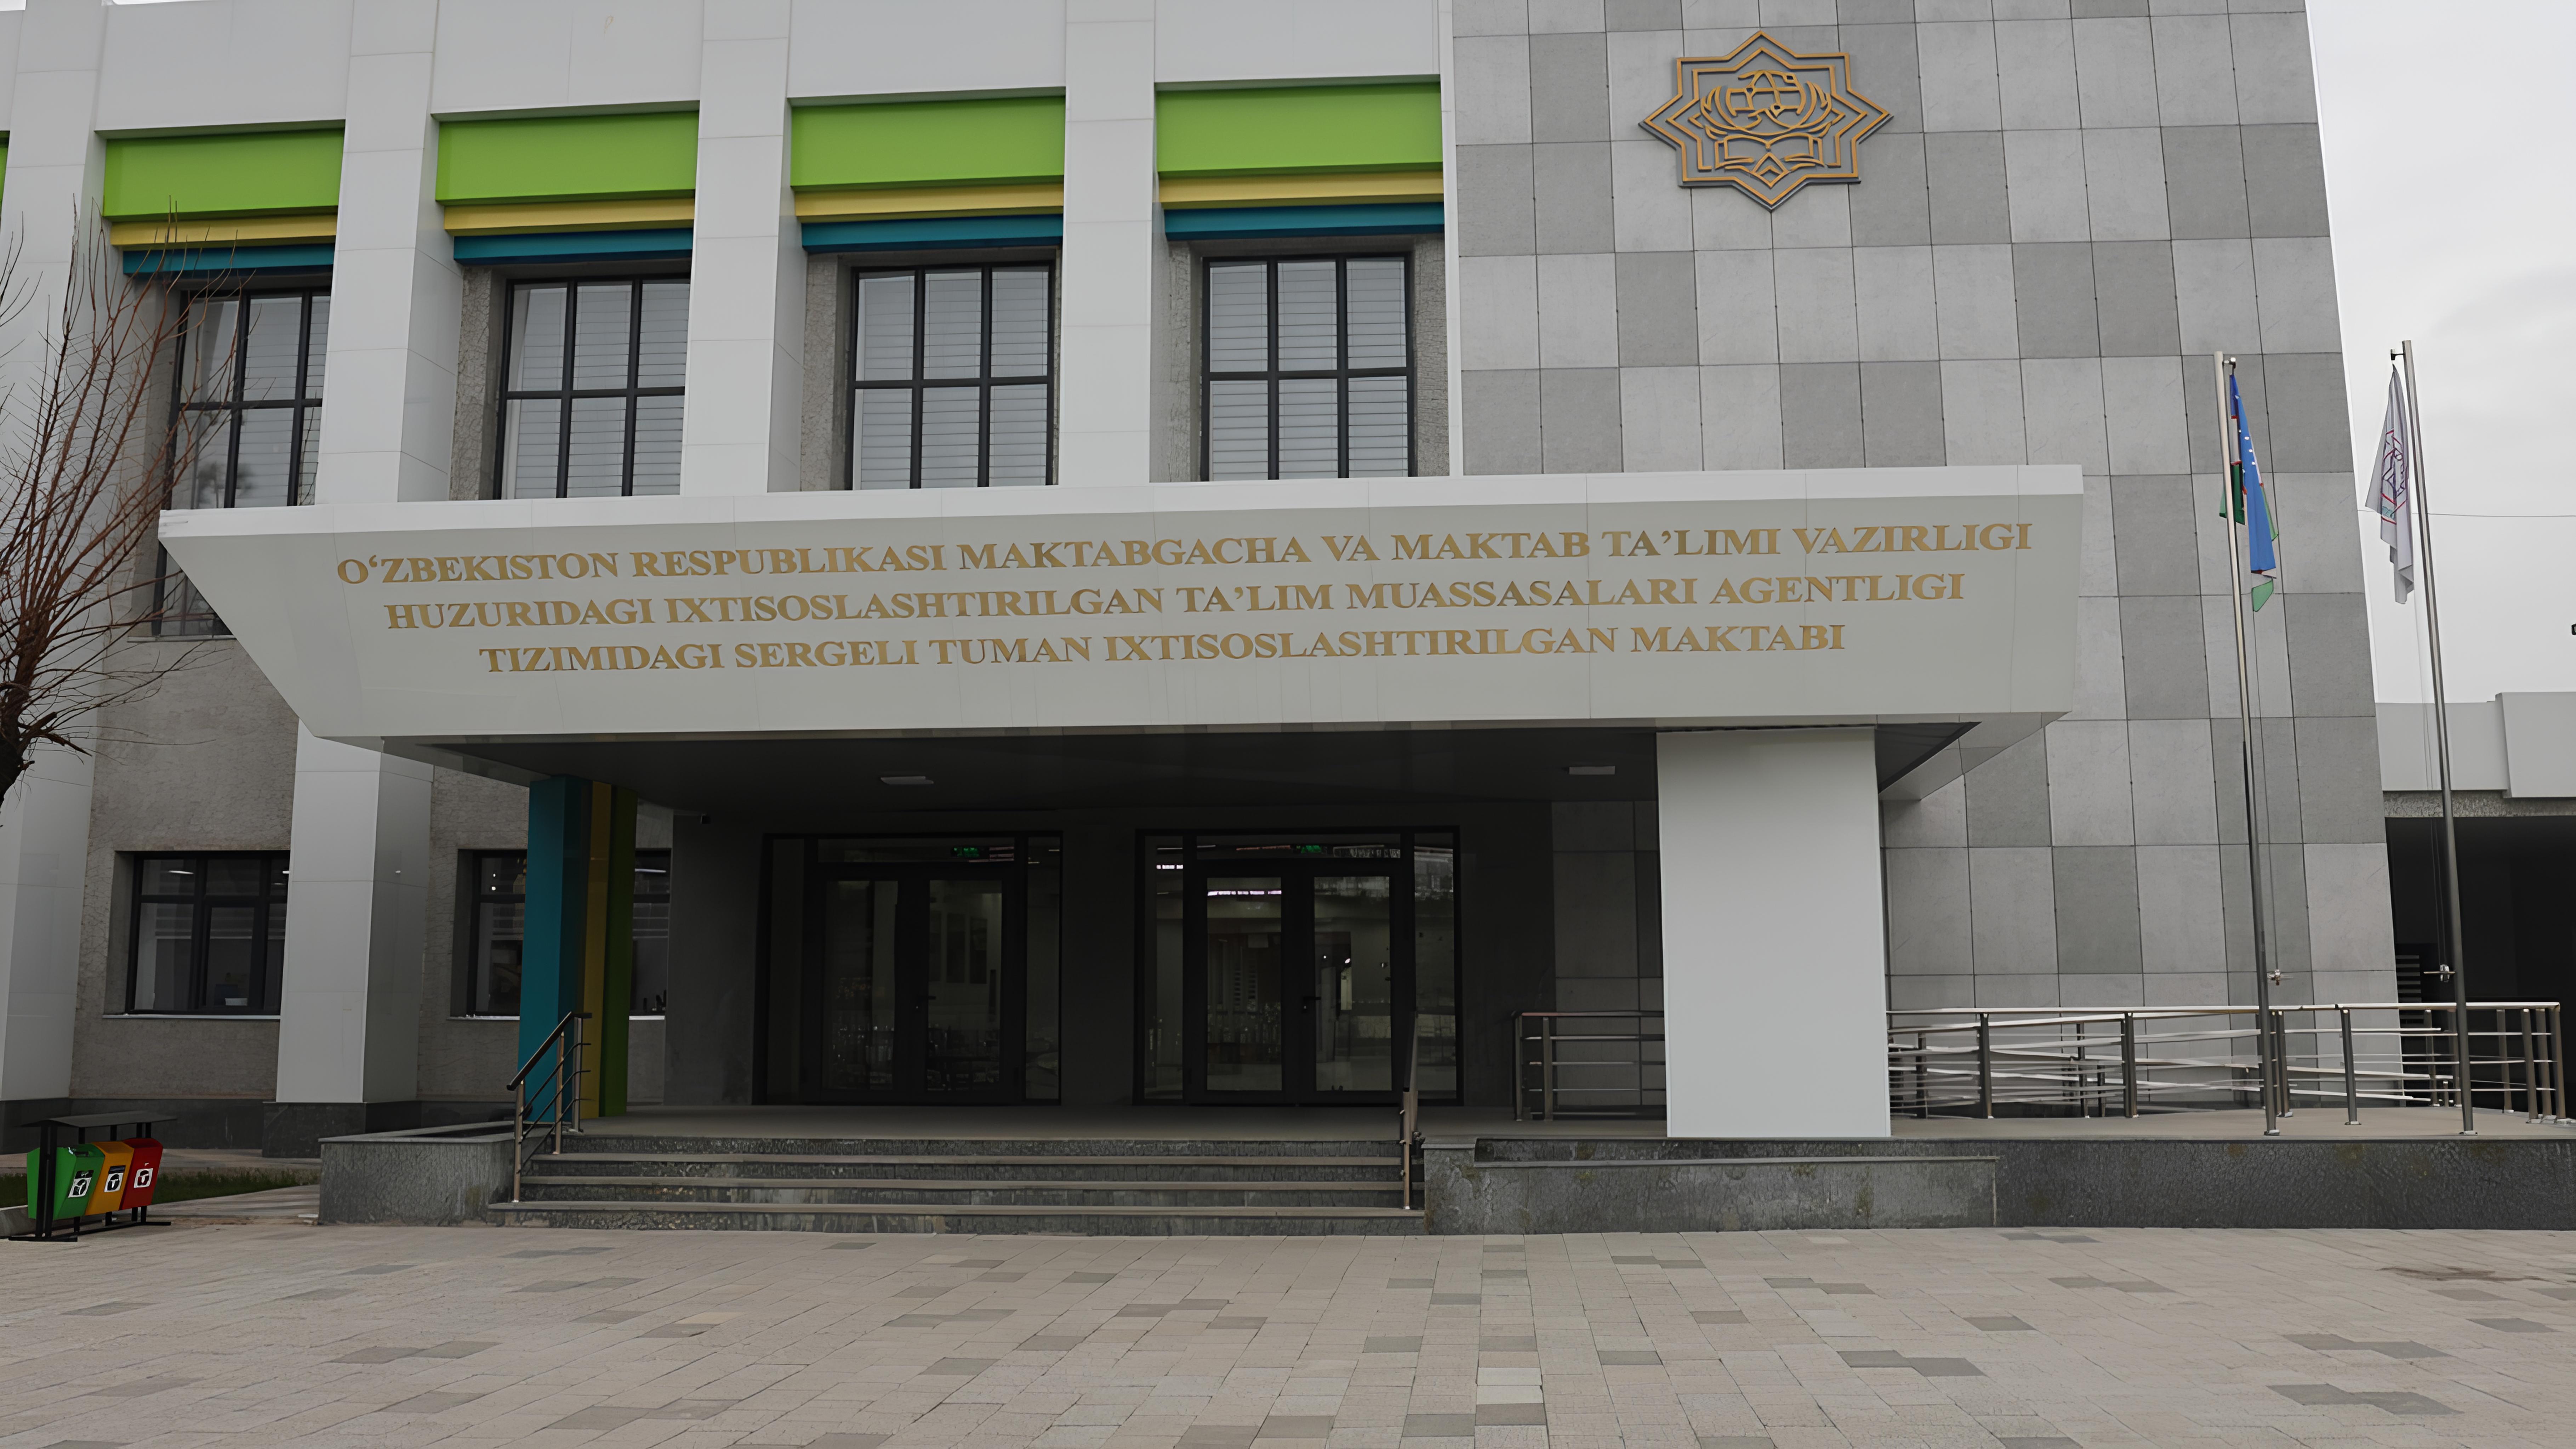 O‘ZBEKISTON RESPUBLIKASI MAKTABGACHA VA MAKTAB TA’LIMI VAZIRLIGI
HUZURIDAGI IXTISOSLASHTIRILGAN TA’LIM MUASSASALARI AGENTLIGI
TIZIMIDAGI SERGELI TUMAN IXTISOSLASHTIRILGAN MAKTABI